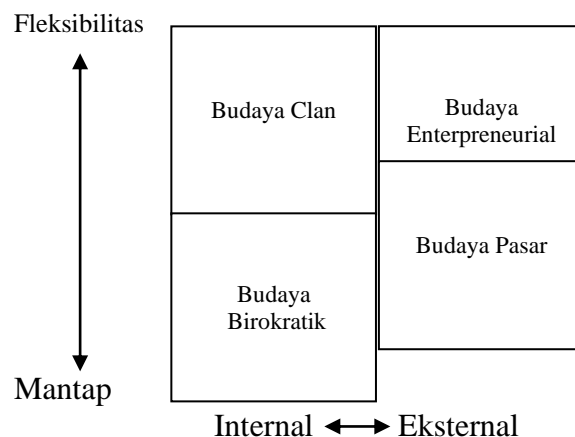 Fleksibilitas
Budaya Clan
Budaya
Enterpreneurial
Budaya Pasar
Budaya
Birokratik
Mantap
Internal
Eksternal